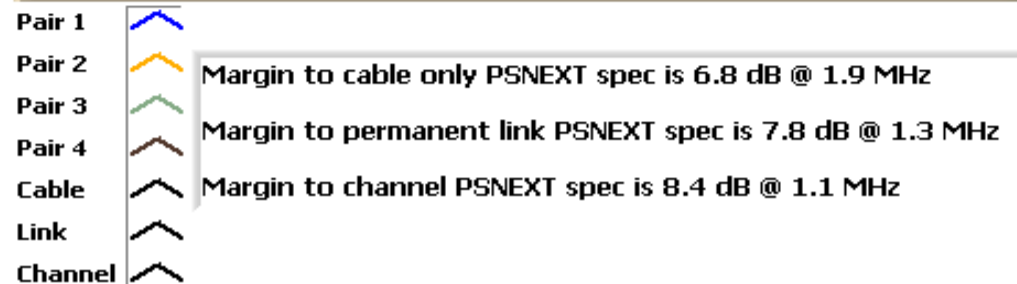 Pair 1
Pair 2
Pair 3
Pair 4
Cable
Link
Channel
Margin to cable only PSNEXT spec is 6.8 dB @ 1.9 MHz
Margin to permanent link PSNEXT spec is 7.8 dB @ 1.3 MHz
Margin to channel PSNEXT spec is 8.4 dB @ 1.1 MHz